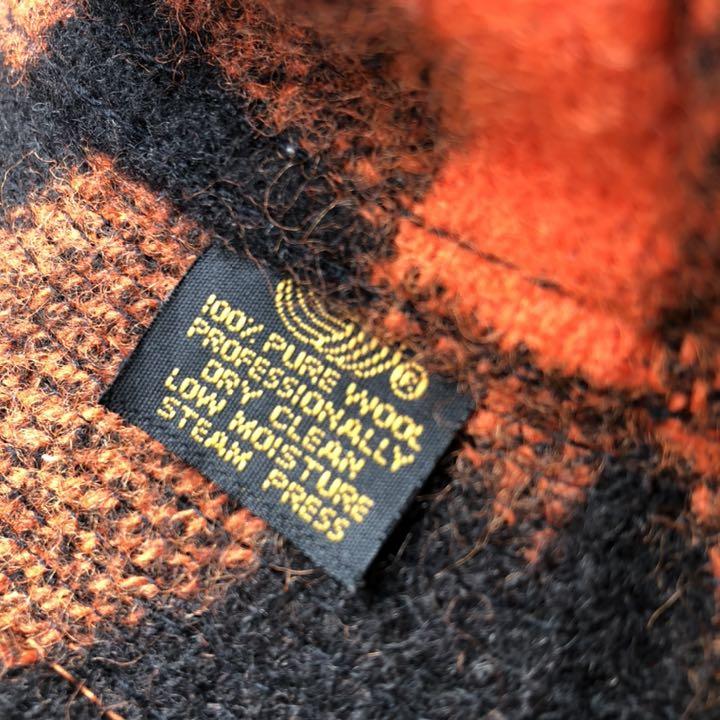 ®
100% PURE WOOL
PROFESSIONALLY
DRY CLEAN
LOW MOISTURE
STEAM PRESS